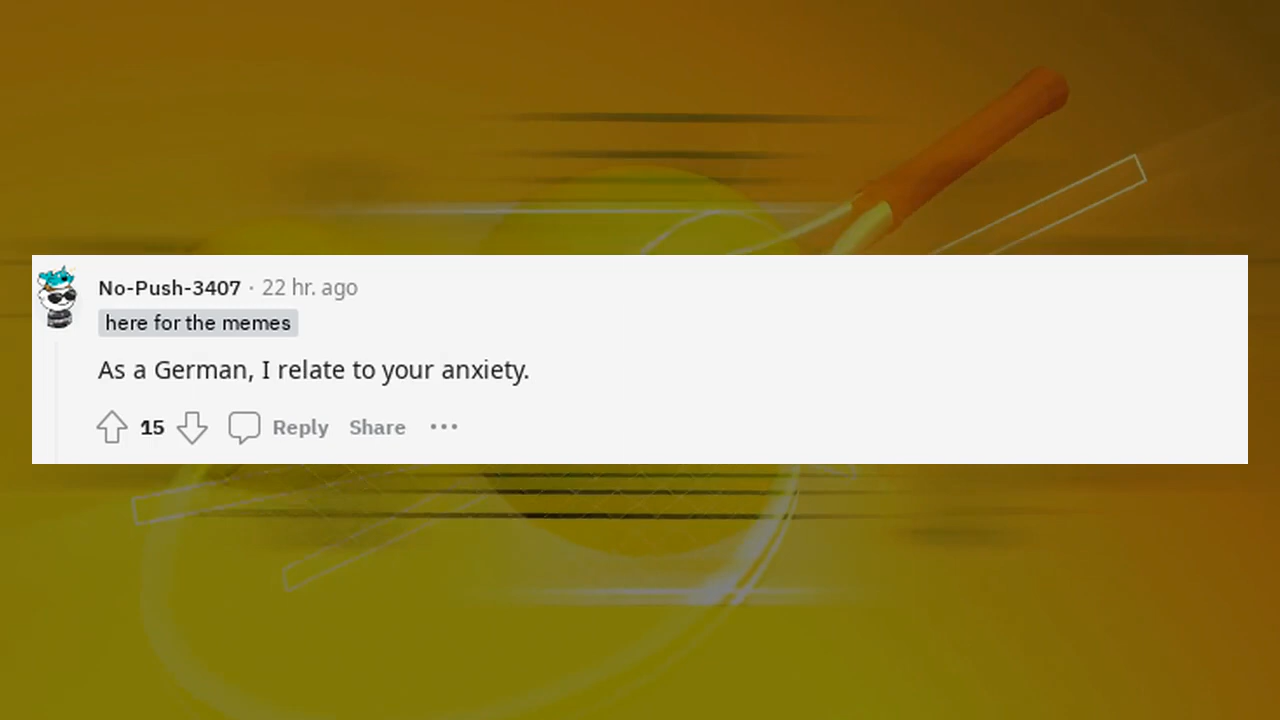 No-Push-3407 · 22 hr. ago
here for the memes
As a German, I relate to your anxiety.
15 Reply Share ···